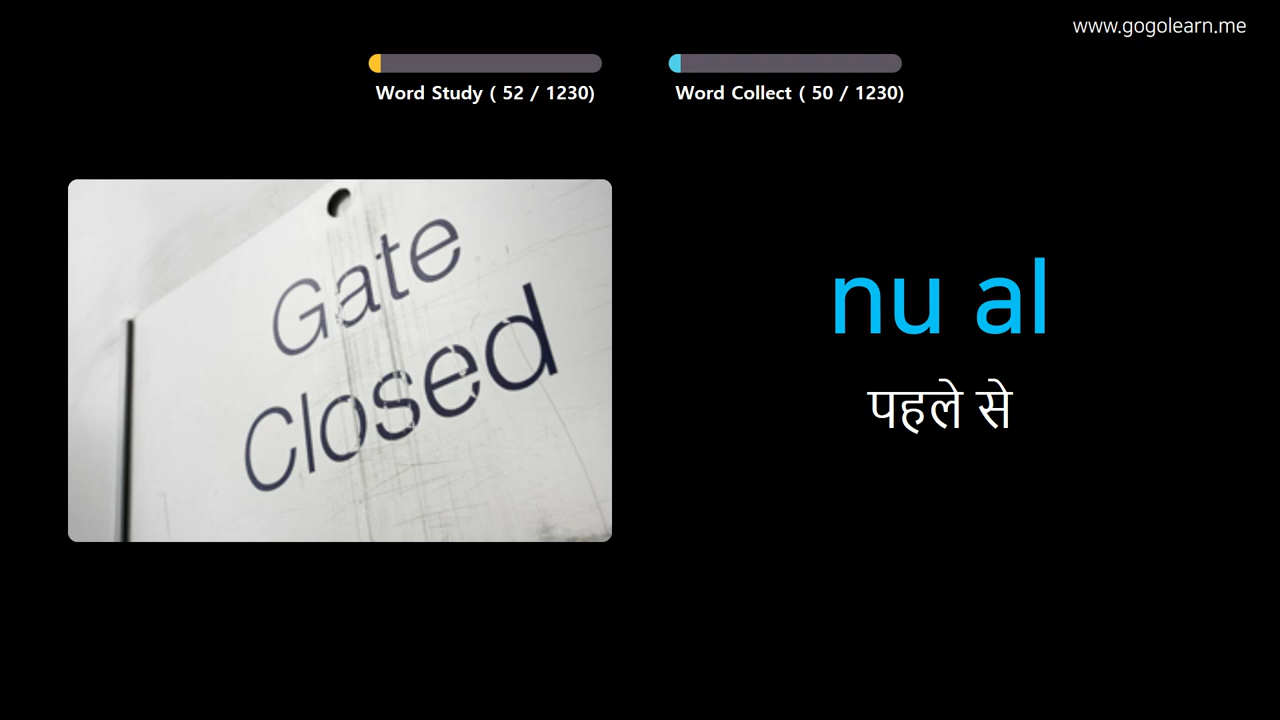 www.gogolearn.me
Word Study ( 52 / 1230)
Word Collect ( 50 / 1230)
Gate
Closed
nu al
पहले से